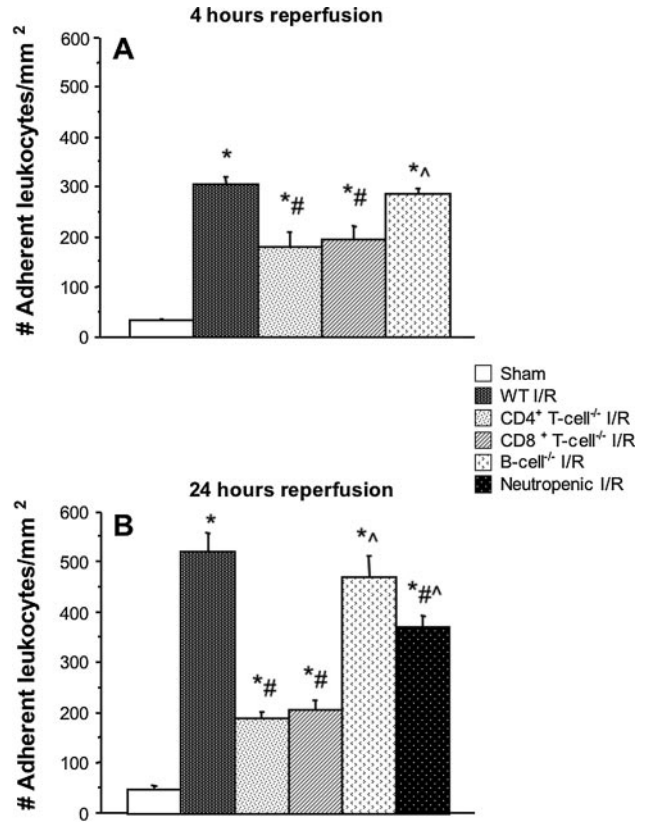 4 hours reperfusion
A
# Adherent leukocytes/mm 2
600
500
400
300
200
100
0
*
*#
*#
*^
Sham
WT I/R
CD4+ T-cell-/- I/R
CD8 + T-cell-/- I/R
B-cell-/- I/R
Neutropenic I/R
24 hours reperfusion
B
# Adherent leukocytes/mm 2
600
500
400
300
200
100
0
*
*#
*#
*^
*#^